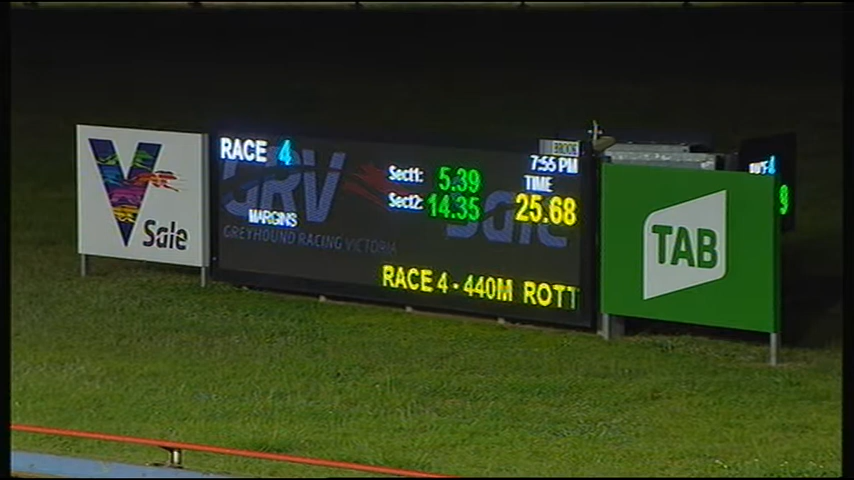 V
Sale
RACE 4
GRV
GREYHOUND RACING VICTORIA
MARGINS
Sect1: 5.39
Sect2: 14.35
7:55 PM
TIME
25.68
Sale
RACE 4 - 440M ROTT
TAB
4